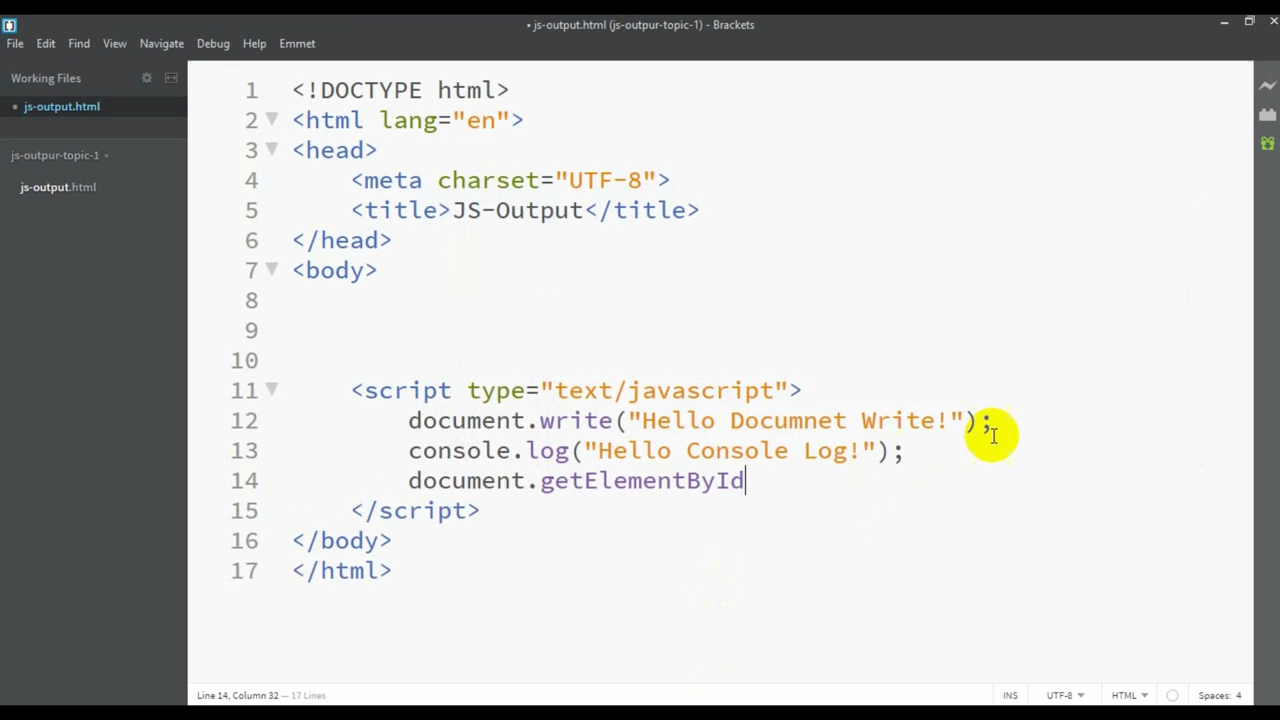 • js-output.html (js-outpur-topic-1) - Brackets
File Edit Find View Navigate Debug Help Emmet
Working Files
• js-output.html
js-outpur-topic-1
js-output.html
1 <!DOCTYPE html>
2 <html lang="en">
3 <head>
4 <meta charset="UTF-8">
5 <title>JS-Output</title>
6 </head>
7 <body>
8
9
10
11 <script type="text/javascript">
12 document.write("Hello Documnet Write!");
13 console.log("Hello Console Log!");
14 document.getElementById
15 </script>
16 </body>
17 </html>
Line 14, Column 32 — 17 Lines
INS UTF-8 HTML Spaces: 4